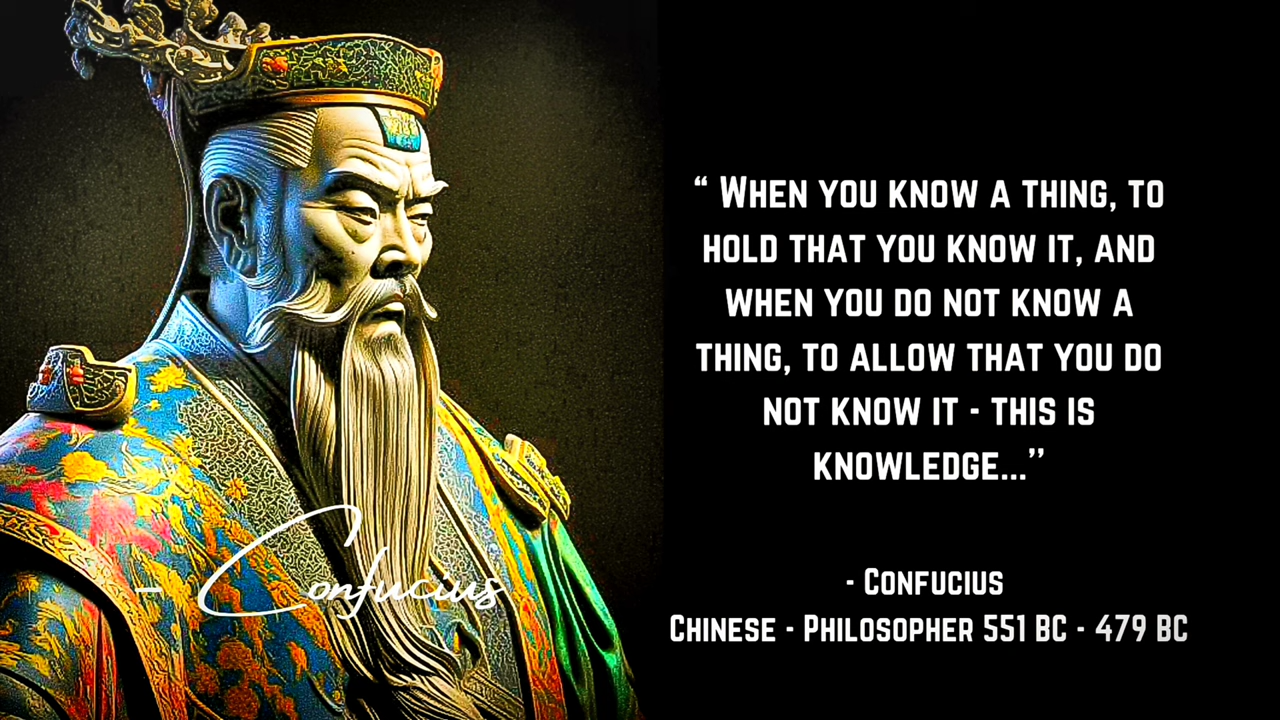 “ When you know a thing, to
hold that you know it, and
when you do not know a
thing, to allow that you do
not know it - this is
knowledge...’’
- Confucius
Chinese - Philosopher 551 BC - 479 BC
- Confucius